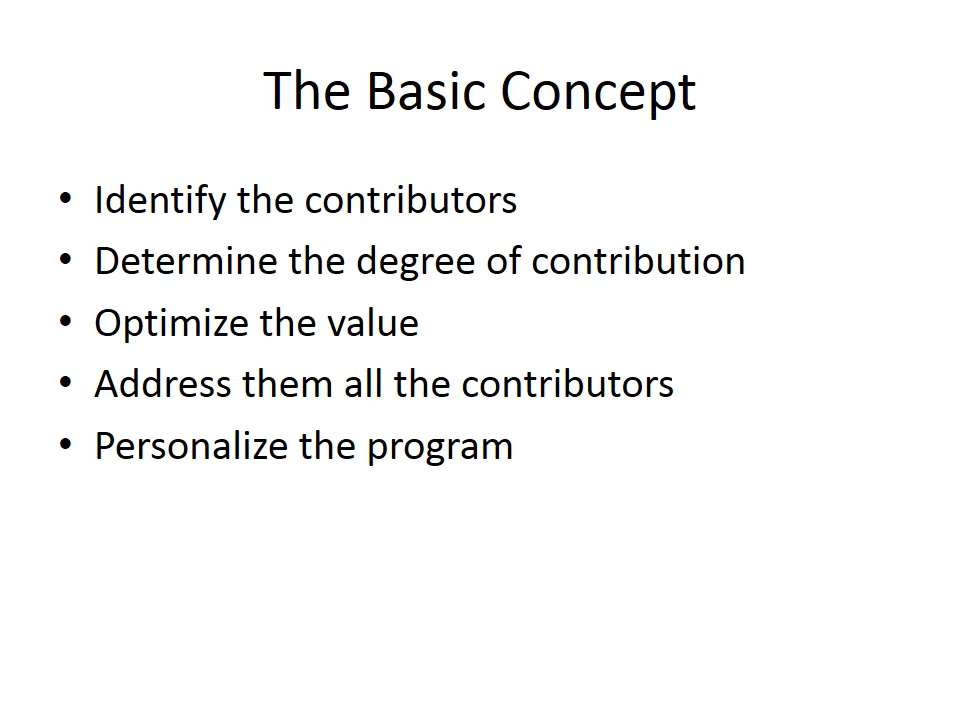 The Basic Concept
• Identify the contributors
• Determine the degree of contribution
• Optimize the value
• Address them all the contributors
• Personalize the program